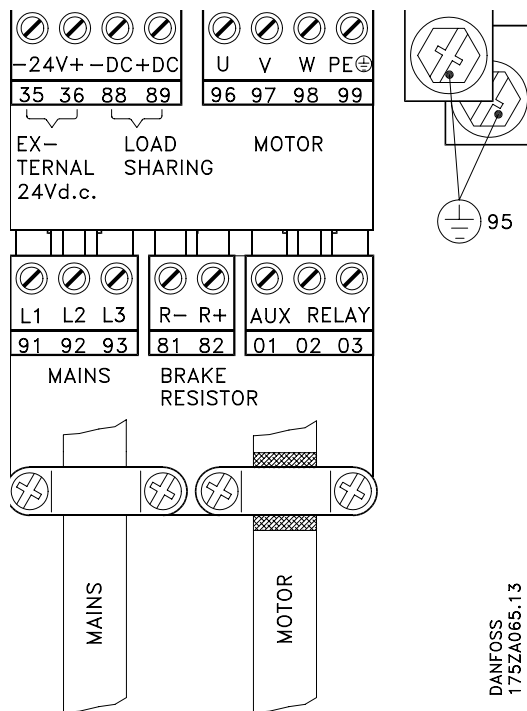 -24V+ -DC+DC
35 36 88 89
EX-
TERNAL
24Vd.c.
LOAD
SHARING
U V W PE
96 97 98 99
MOTOR
95
L1 L2 L3
91 92 93
MAINS
R- R+
81 82
BRAKE
RESISTOR
AUX RELAY
01 02 03
MAINS
MOTOR
DANFOSS
175ZA065.13